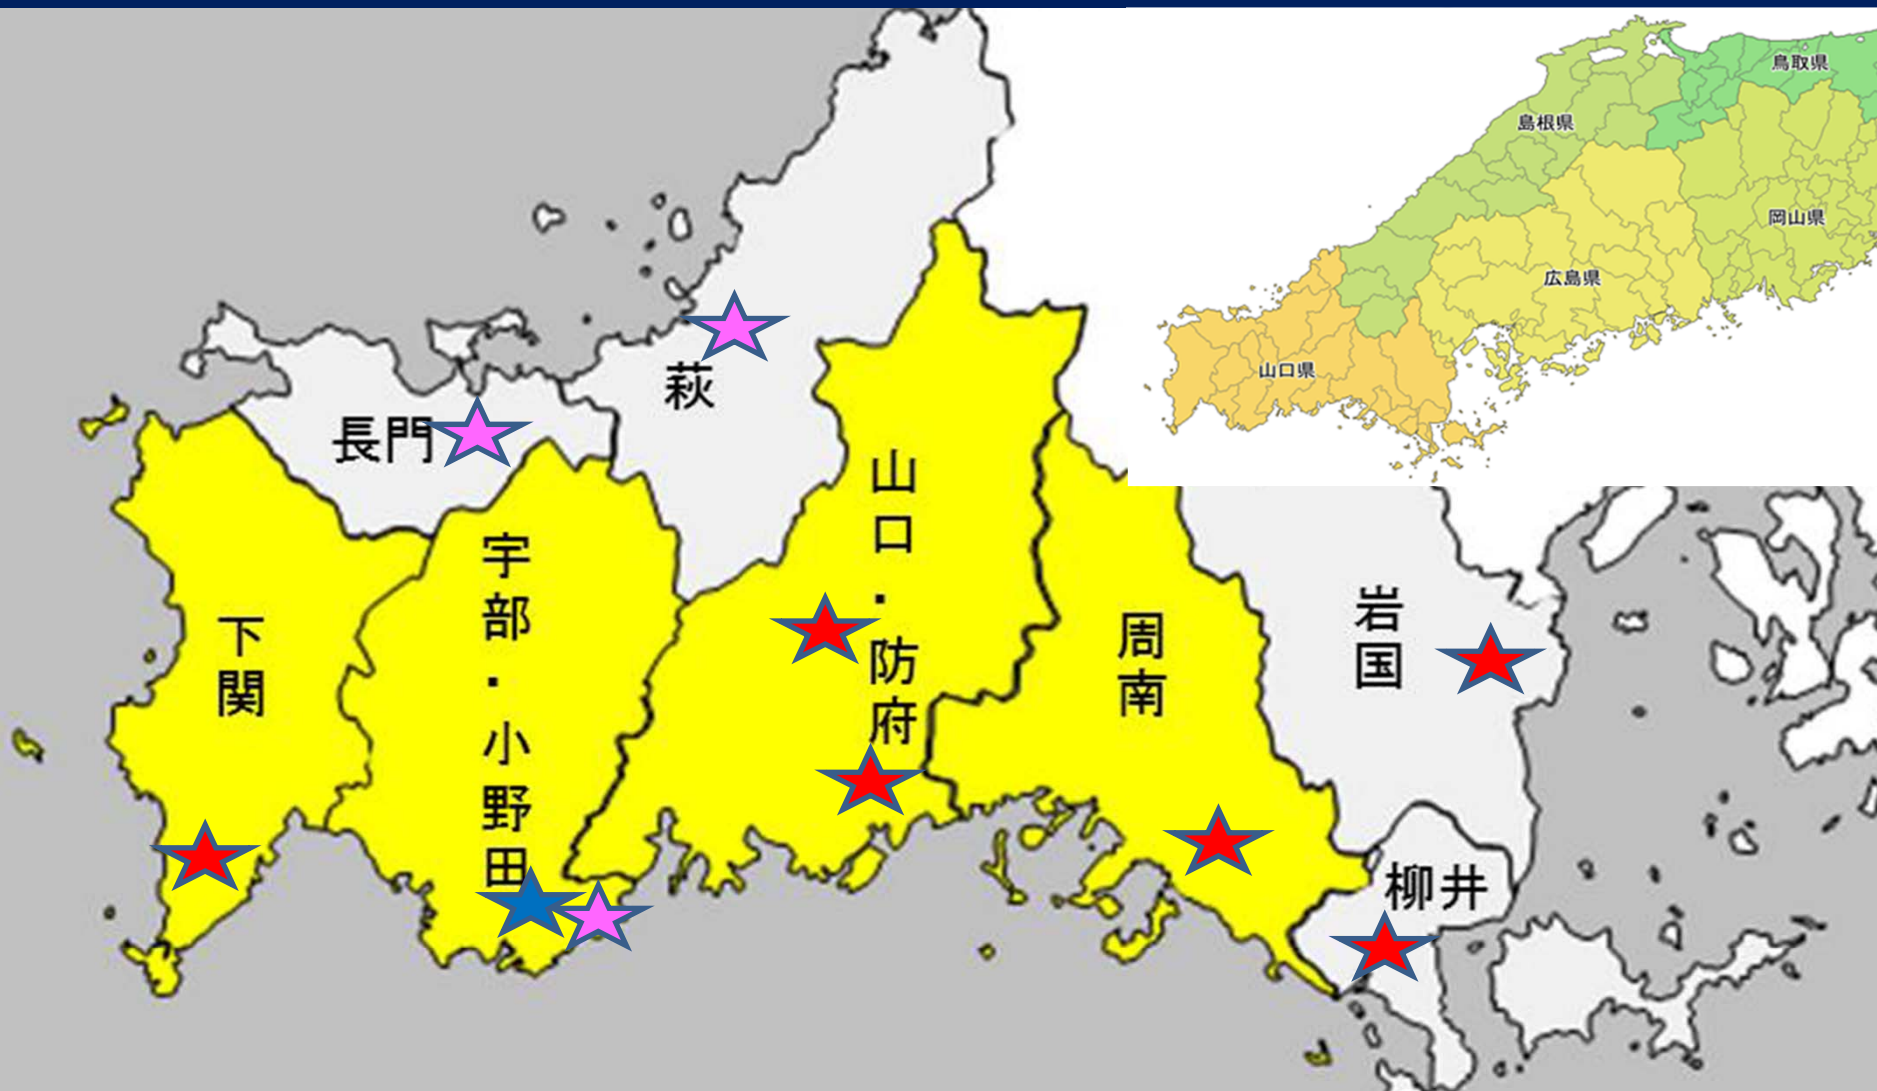 長門
萩
下関
宇部・小野田
山口・防府
周南
岩国
柳井
鳥取県
島根県
岡山県
広島県
山口県